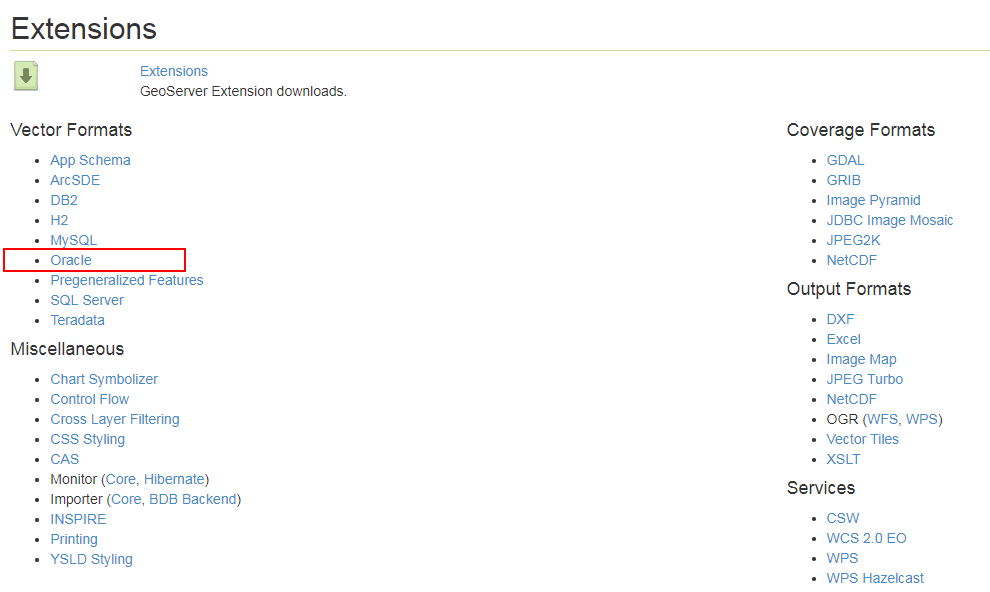 Extensions
Extensions
GeoServer Extension downloads.
Vector Formats
App Schema
ArcSDE
DB2
H2
MySQL
Oracle
Pregeneralized Features
SQL Server
Teradata
Miscellaneous
Chart Symbolizer
Control Flow
Cross Layer Filtering
CSS Styling
CAS
Monitor (Core, Hibernate)
Importer (Core, BDB Backend)
INSPIRE
Printing
YSLD Styling
Coverage Formats
GDAL
GRIB
Image Pyramid
JDBC Image Mosaic
JPEG2K
NetCDF
Output Formats
DXF
Excel
Image Map
JPEG Turbo
NetCDF
OGR (WFS, WPS)
Vector Tiles
XSLT
Services
CSW
WCS 2.0 EO
WPS
WPS Hazelcast